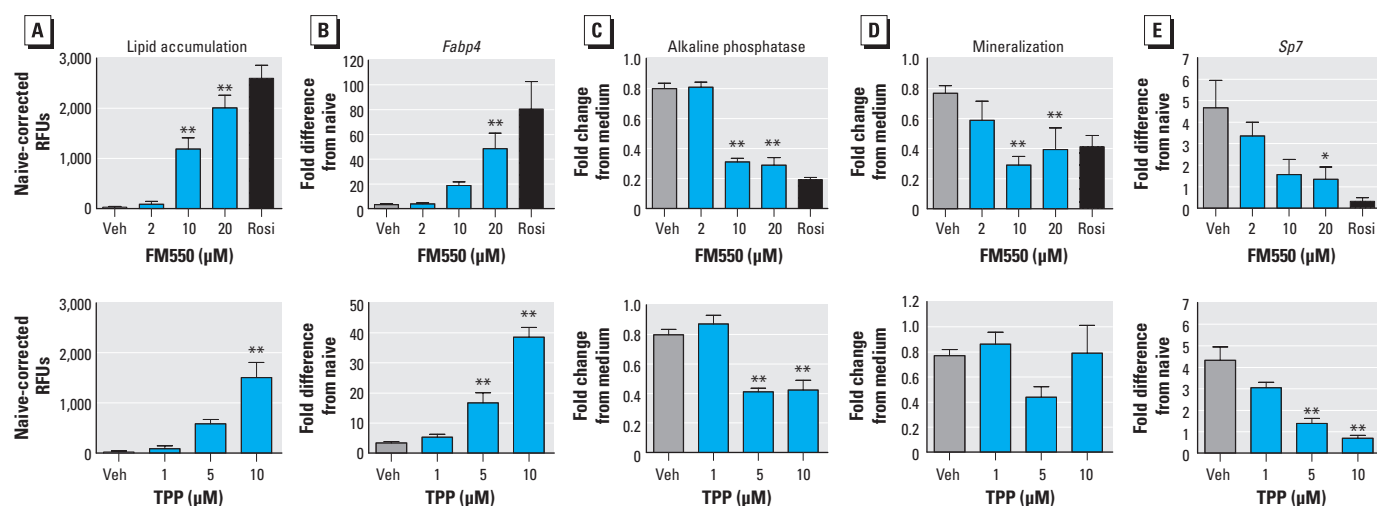 A
Lipid accumulation
Naive-corrected
RFUs
3,000
2,000
1,000
0
**
**
Veh 2 10 20 Rosi
FM550 (µM)
B
Fabp4
Fold difference
from naive
120
100
80
60
40
20
0
**
Veh 2 10 20 Rosi
FM550 (µM)
C
Alkaline phosphatase
Fold change
from medium
1.0
0.8
0.6
0.4
0.2
0
**
**
Veh 2 10 20 Rosi
FM550 (µM)
D
Mineralization
Fold change
from medium
1.0
0.8
0.6
0.4
0.2
0
**
**
Veh 2 10 20 Rosi
FM550 (µM)
E
Sp7
Fold difference
from naive
7
6
5
4
3
2
1
0
*
Veh 2 10 20 Rosi
FM550 (µM)
Naive-corrected
RFUs
3,000
2,000
1,000
0
**
Veh 1 5 10
TPP (µM)
Fold difference
from naive
50
40
30
20
10
0
**
**
Veh 1 5 10
TPP (µM)
Fold change
from medium
1.0
0.8
0.6
0.4
0.2
0
**
**
Veh 1 5 10
TPP (µM)
Fold change
from medium
1.2
1.0
0.8
0.6
0.4
0.2
0
Veh 1 5 10
TPP (µM)
Fold difference
from naive
7
6
5
4
3
2
1
0
**
**
Veh 1 5 10
TPP (µM)